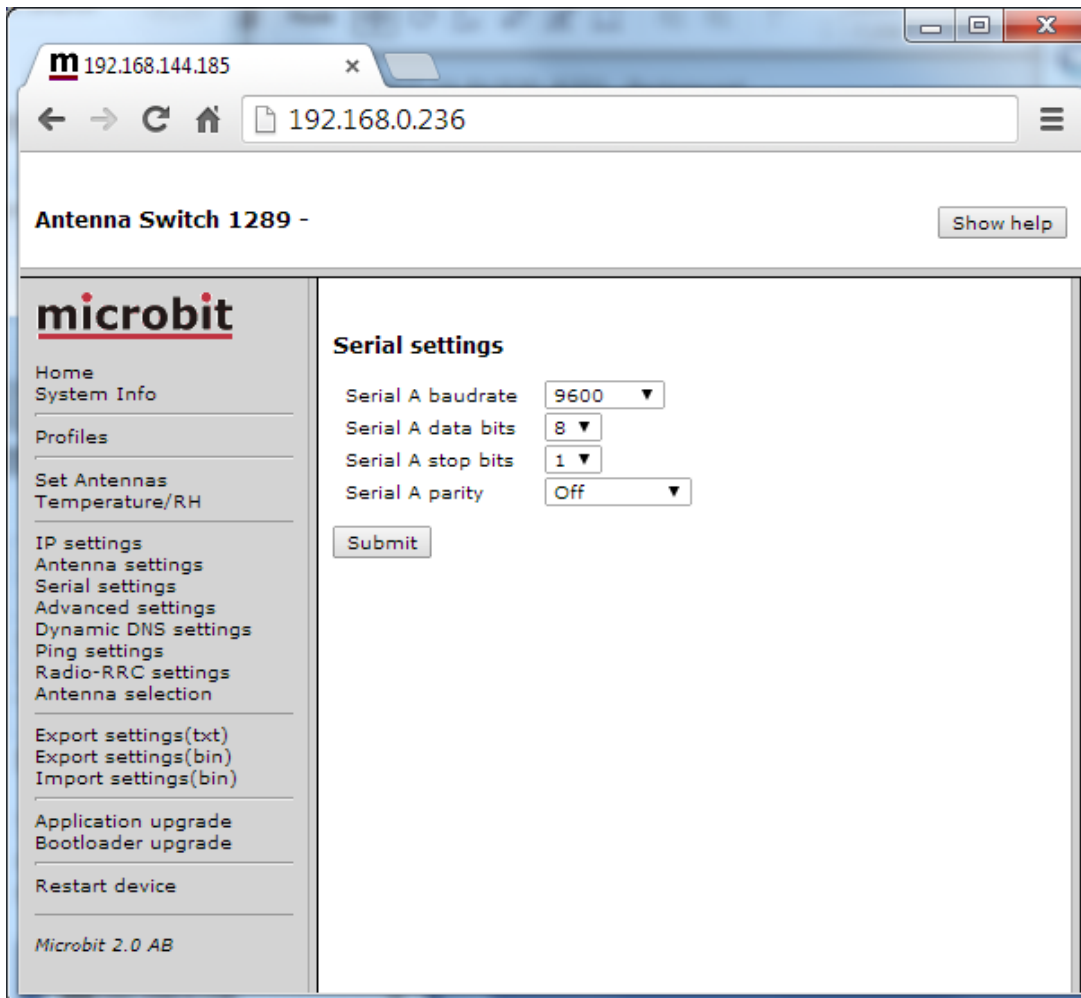 m 192.168.144.185 ×
192.168.0.236
Antenna Switch 1289 -
Show help
microbit
Home
System Info
Profiles
Set Antennas
Temperature/RH
IP settings
Antenna settings
Serial settings
Advanced settings
Dynamic DNS settings
Ping settings
Radio-RRC settings
Antenna selection
Export settings(txt)
Export settings(bin)
Import settings(bin)
Application upgrade
Bootloader upgrade
Restart device
Microbit 2.0 AB
Serial settings
Serial A baudrate 9600
Serial A data bits 8
Serial A stop bits 1
Serial A parity Off
Submit